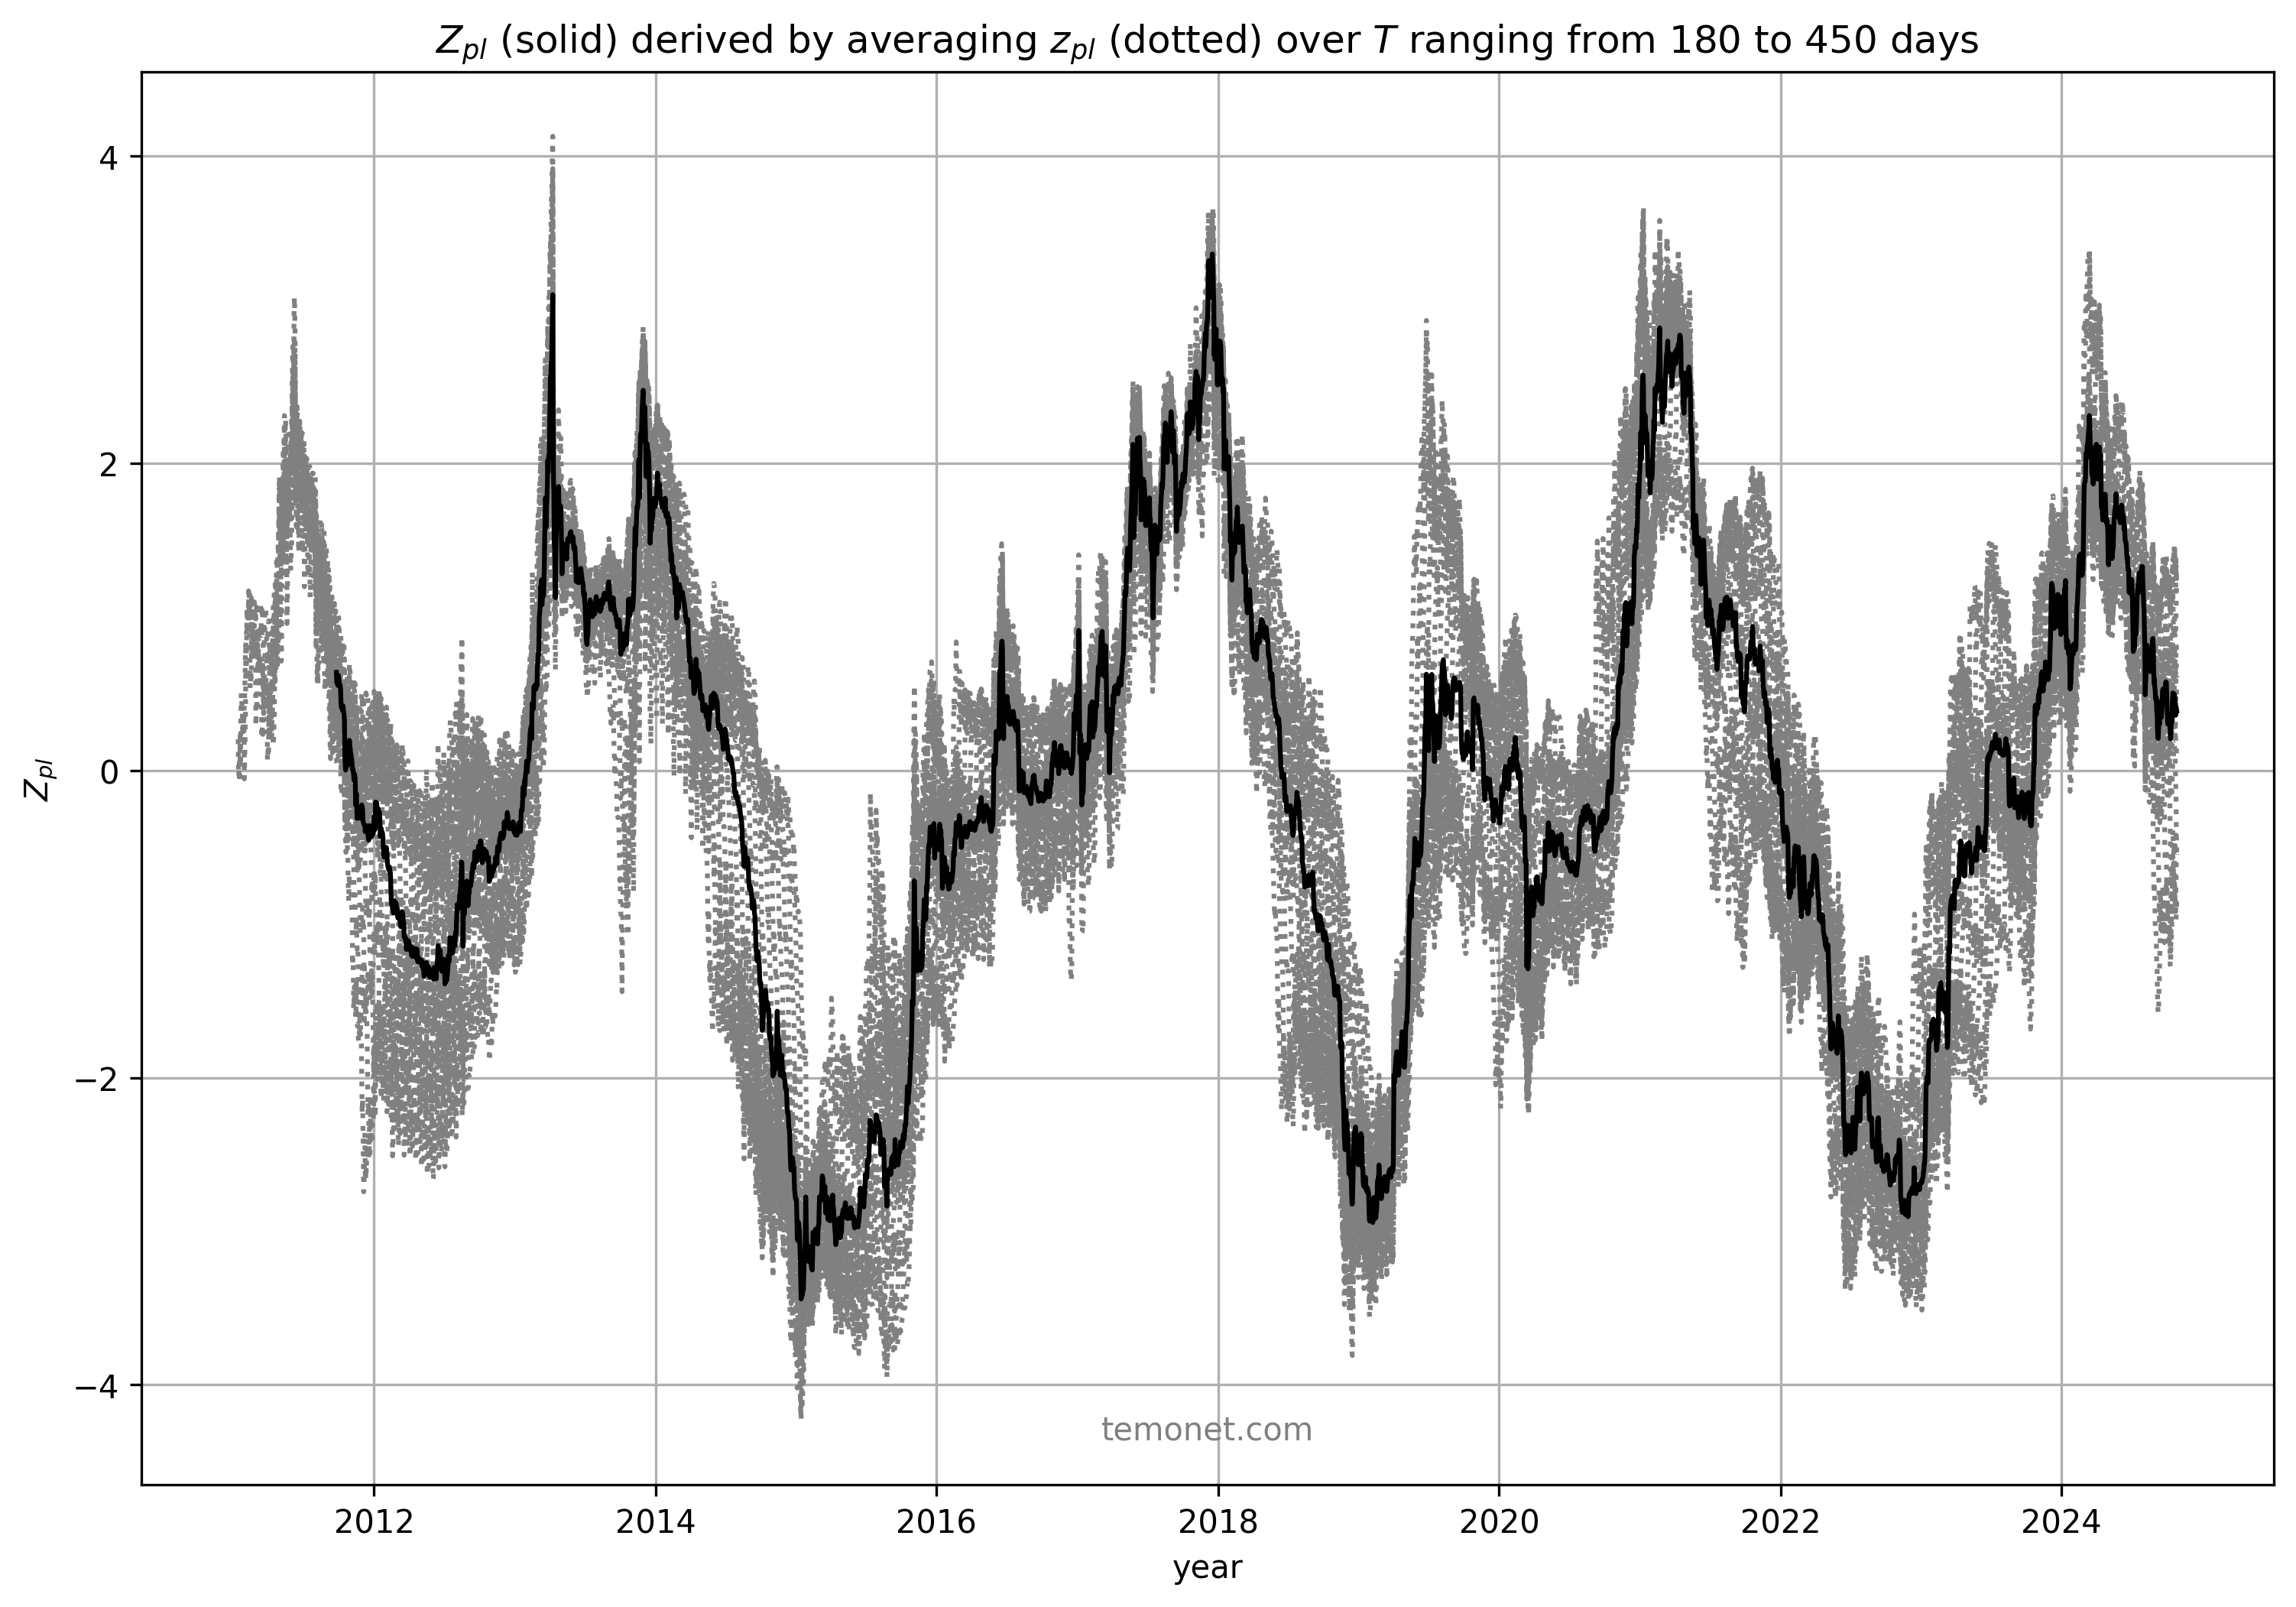 Z_pl (solid) derived by averaging z_pl (dotted) over T ranging from 180 to 450 days
Z_pl
4
2
0
−2
−4
temonet.com
2012 2014 2016 2018 2020 2022 2024
year